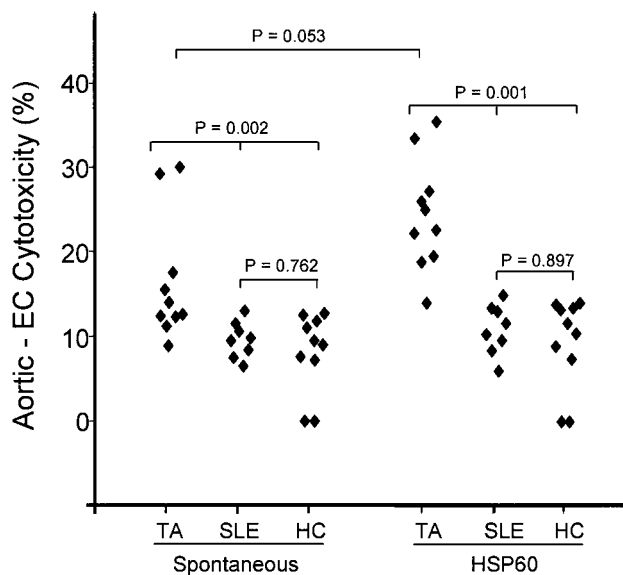 P = 0.053
40
P = 0.001
P = 0.002
30
Aortic - EC Cytotoxicity (%)
20
P = 0.762
P = 0.897
10
0
TA SLE HC TA SLE HC
Spontaneous HSP60